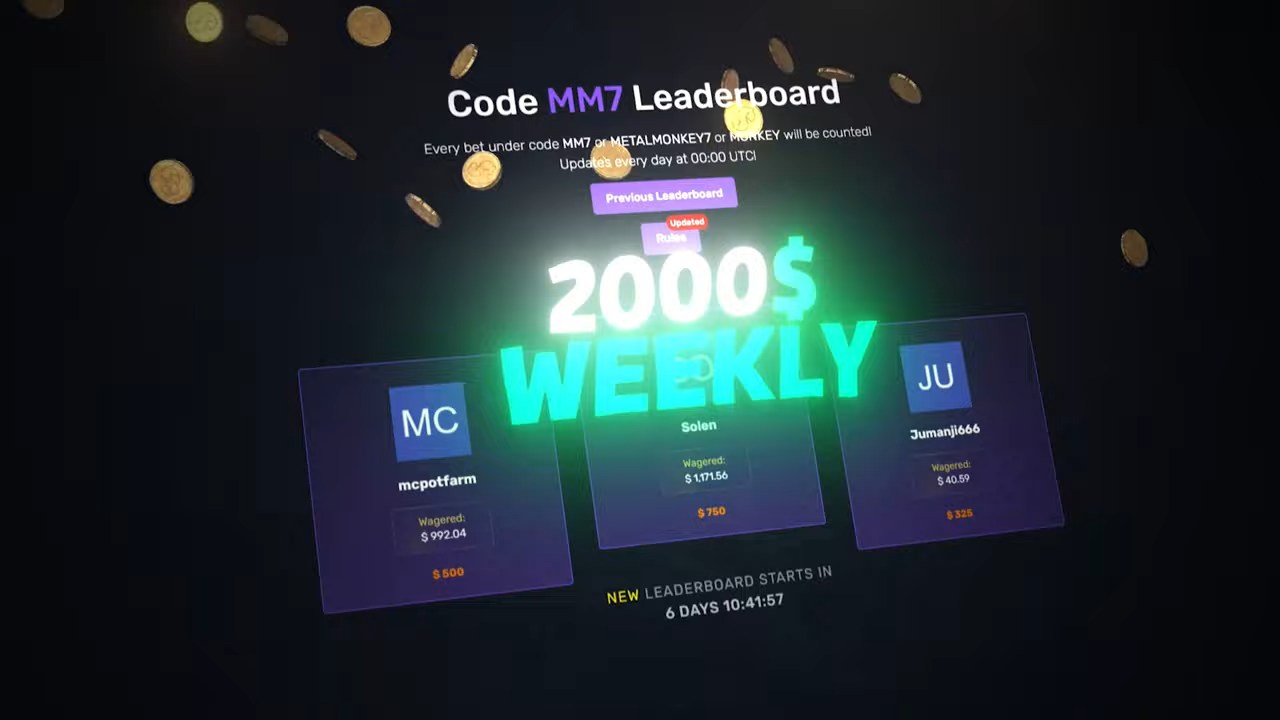 Code MM7 Leaderboard
Every bet under code MM7 or METALMONKEY7 or MONKEY will be counted!
Update's every day at 00:00 UTC!
Previous Leaderboard
Updated
Rules
2000$
WEEKLY
MC
mcpotfarm
Wagered:
$ 992.04
$ 500
Solen
Wagered:
$ 1,171.56
$ 750
JU
Jumanji666
Wagered:
$ 40.59
$ 325
NEW LEADERBOARD STARTS IN
6 DAYS 10:41:57